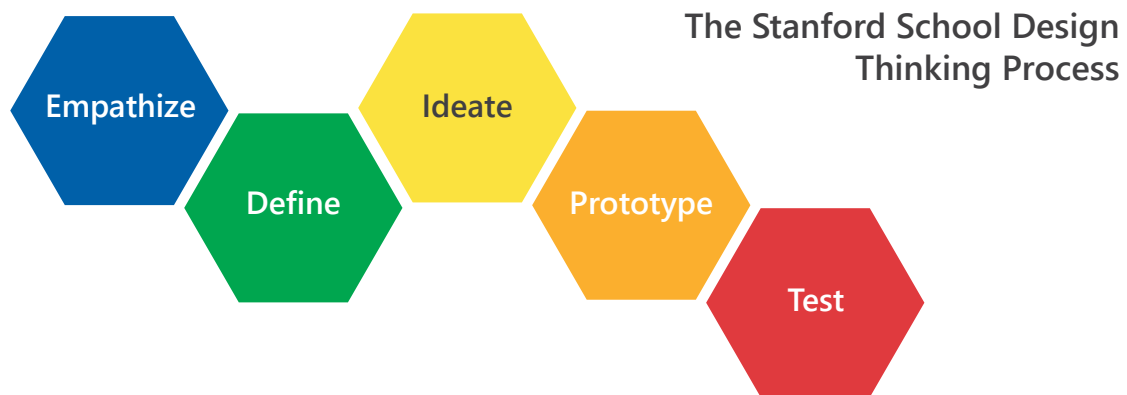 The Stanford School Design
Thinking Process
Empathize
Define
Ideate
Prototype
Test